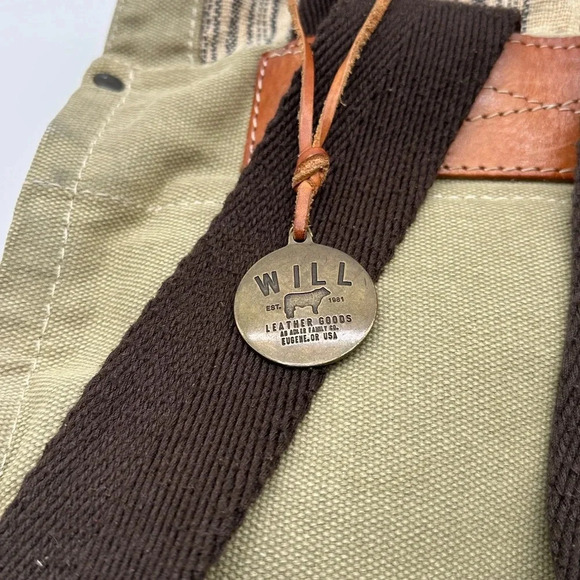 WILL
EST. 1981
LEATHER GOODS
AN ADLER FAMILY CO.
EUGENE, OR USA